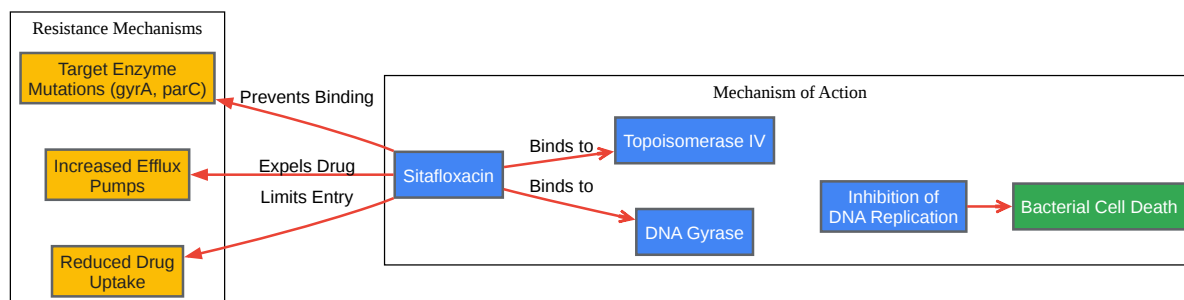 Resistance Mechanisms
Target Enzyme
Mutations (gyrA, parC)
Increased Efflux
Pumps
Reduced Drug
Uptake
Prevents Binding
Expels Drug
Limits Entry
Mechanism of Action
Sitafloxacin
Binds to
Binds to
Topoisomerase IV
DNA Gyrase
Inhibition of
DNA Replication
Bacterial Cell Death